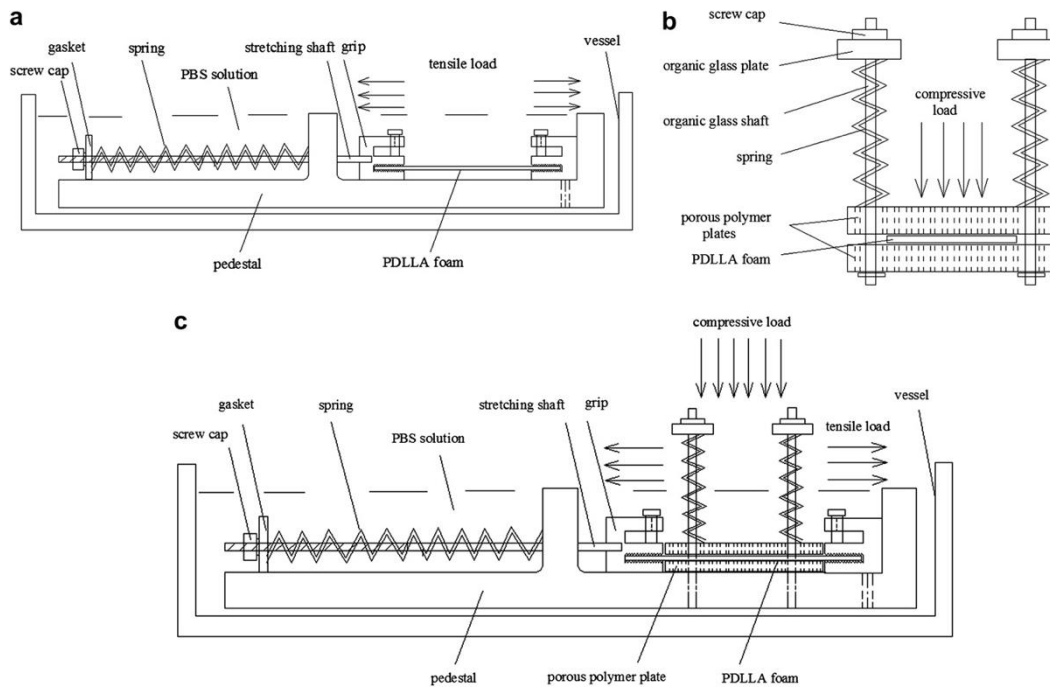 a
gasket
spring
stretching shaft
grip
vessel
screw cap
PBS solution
tensile load
pedestal
PDLLA foam
b
screw cap
organic glass plate
organic glass shaft
compressive
load
spring
porous polymer
plates
PDLLA foam
c
compressive load
gasket
spring
stretching shaft
grip
vessel
screw cap
PBS solution
tensile load
pedestal
porous polymer plate
PDLLA foam